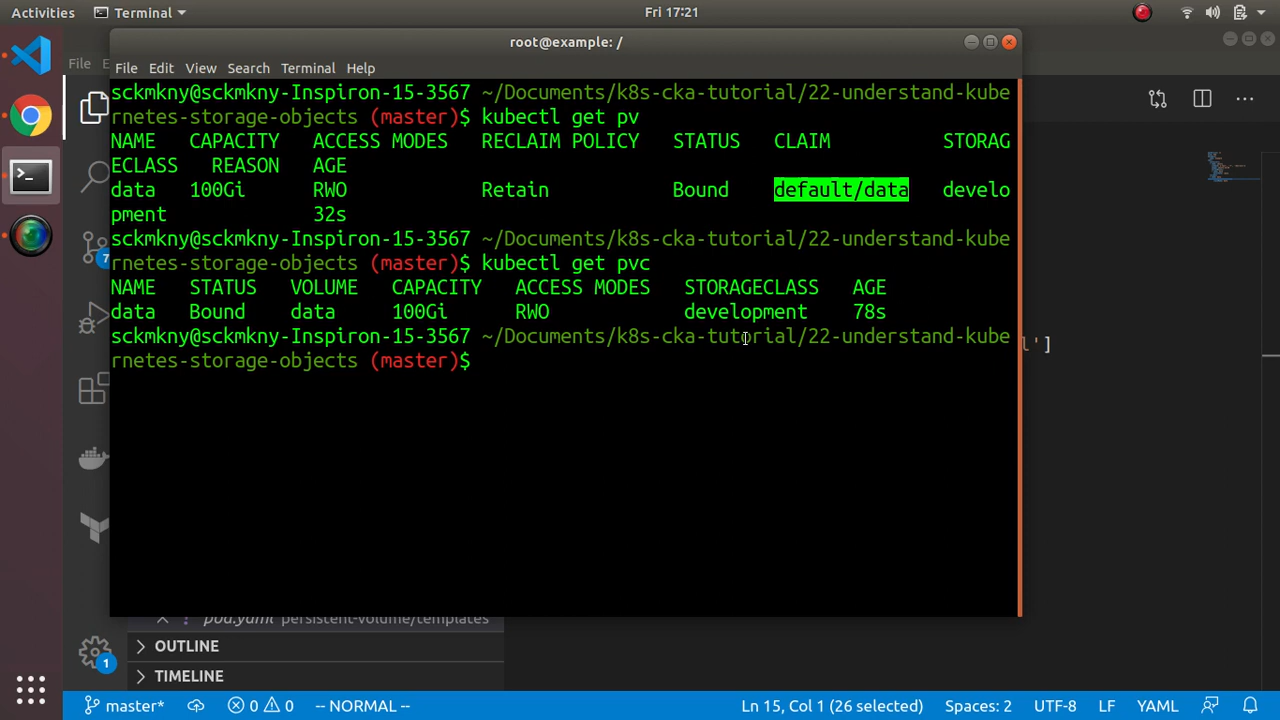 Activities Terminal Fri 17:21
root@example: /
File Edit View Search Terminal Help
File
sckmkny@sckmkny-Inspiron-15-3567 ~/Documents/k8s-cka-tutorial/22-understand-kube
rnetes-storage-objects (master)$ kubectl get pv
NAME CAPACITY ACCESS MODES RECLAIM POLICY STATUS CLAIM STORAG
ECLASS REASON AGE
data 100Gi RWO Retain Bound default/data develo
pment 32s
sckmkny@sckmkny-Inspiron-15-3567 ~/Documents/k8s-cka-tutorial/22-understand-kube
rnetes-storage-objects (master)$ kubectl get pvc
NAME STATUS VOLUME CAPACITY ACCESS MODES STORAGECLASS AGE
data Bound data 100Gi RWO development 78s
sckmkny@sckmkny-Inspiron-15-3567 ~/Documents/k8s-cka-tutorial/22-understand-kube
rnetes-storage-objects (master)$
7
']
pod.yaml persistent-volume/templates
OUTLINE
TIMELINE
1
master* 0 0 -- NORMAL -- Ln 15, Col 1 (26 selected) Spaces: 2 UTF-8 LF YAML